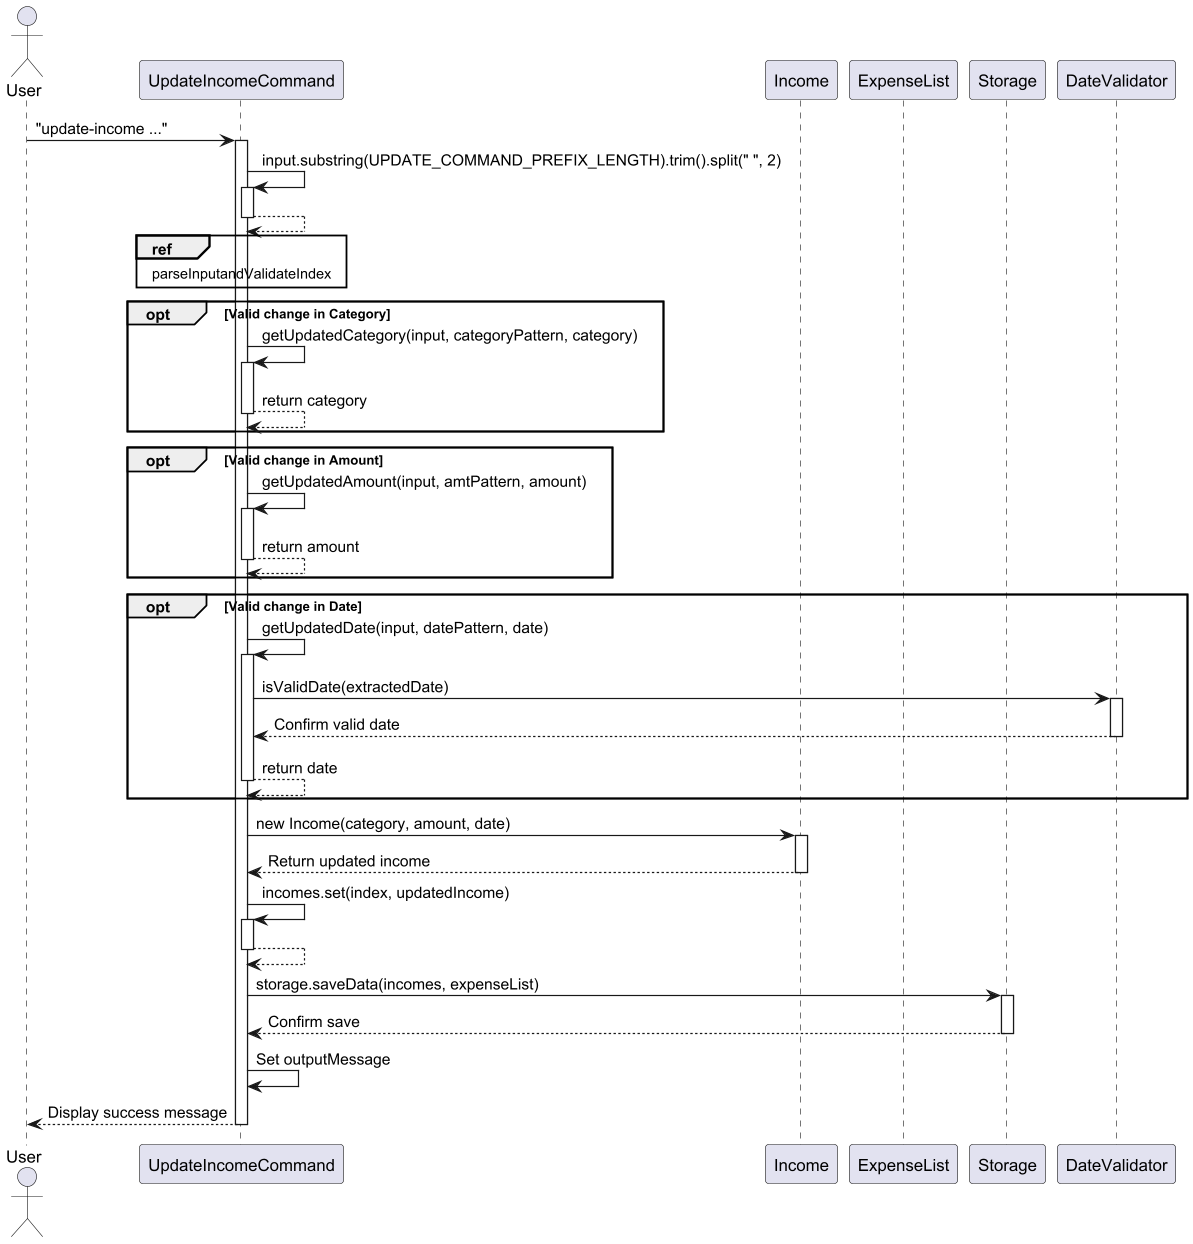 User
UpdateIncomeCommand
Income
ExpenseList
Storage
DateValidator
"update-income ..."
input.substring(UPDATE_COMMAND_PREFIX_LENGTH).trim().split(" ", 2)
ref
parseInputandValidateIndex
opt [Valid change in Category]
getUpdatedCategory(input, categoryPattern, category)
return category
opt [Valid change in Amount]
getUpdatedAmount(input, amtPattern, amount)
return amount
opt [Valid change in Date]
getUpdatedDate(input, datePattern, date)
isValidDate(extractedDate)
Confirm valid date
return date
new Income(category, amount, date)
Return updated income
incomes.set(index, updatedIncome)
storage.saveData(incomes, expenseList)
Confirm save
Set outputMessage
Display success message
User
UpdateIncomeCommand
Income
ExpenseList
Storage
DateValidator